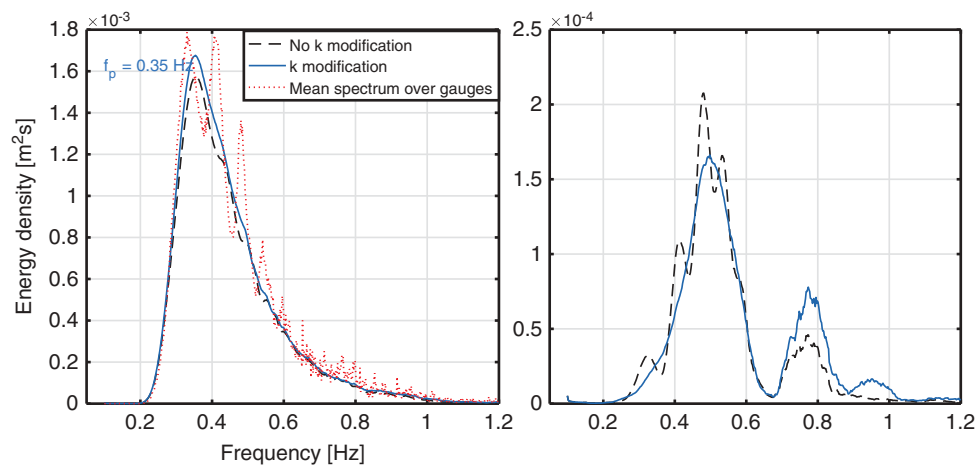 ×10⁻³
1.8
1.6
1.4
1.2
1
0.8
0.6
0.4
0.2
0
Energy density [m²s]
fₚ = 0.35 Hz
No k modification
k modification
Mean spectrum over gauges
0.2 0.4 0.6 0.8 1 1.2
Frequency [Hz]
×10⁻⁴
2.5
2
1.5
1
0.5
0
0.2 0.4 0.6 0.8 1 1.2